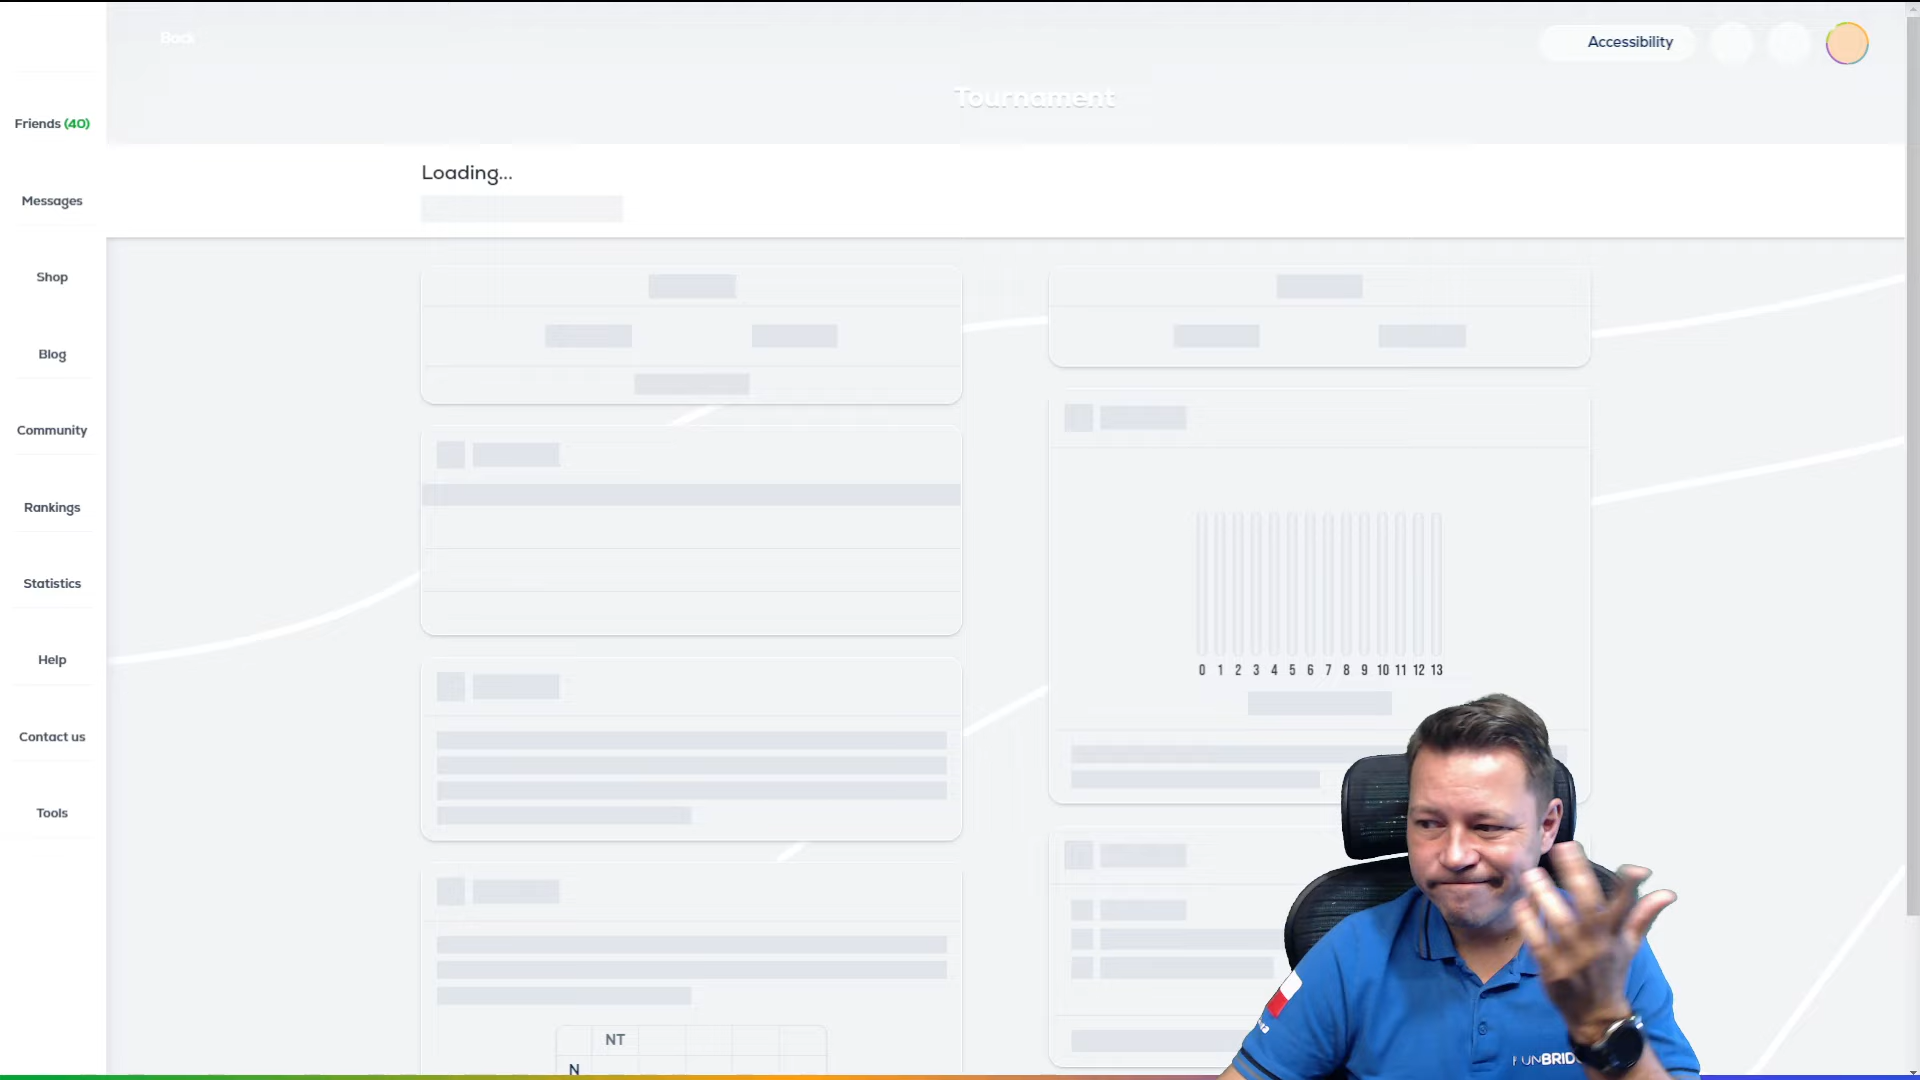 Back
Accessibility
Tournament
Friends (40)
Loading...
Messages
Shop
Blog
Community
Rankings
Statistics
0 1 2 3 4 5 6 7 8 9 10 11 12 13
Help
Contact us
Tools
NT
N